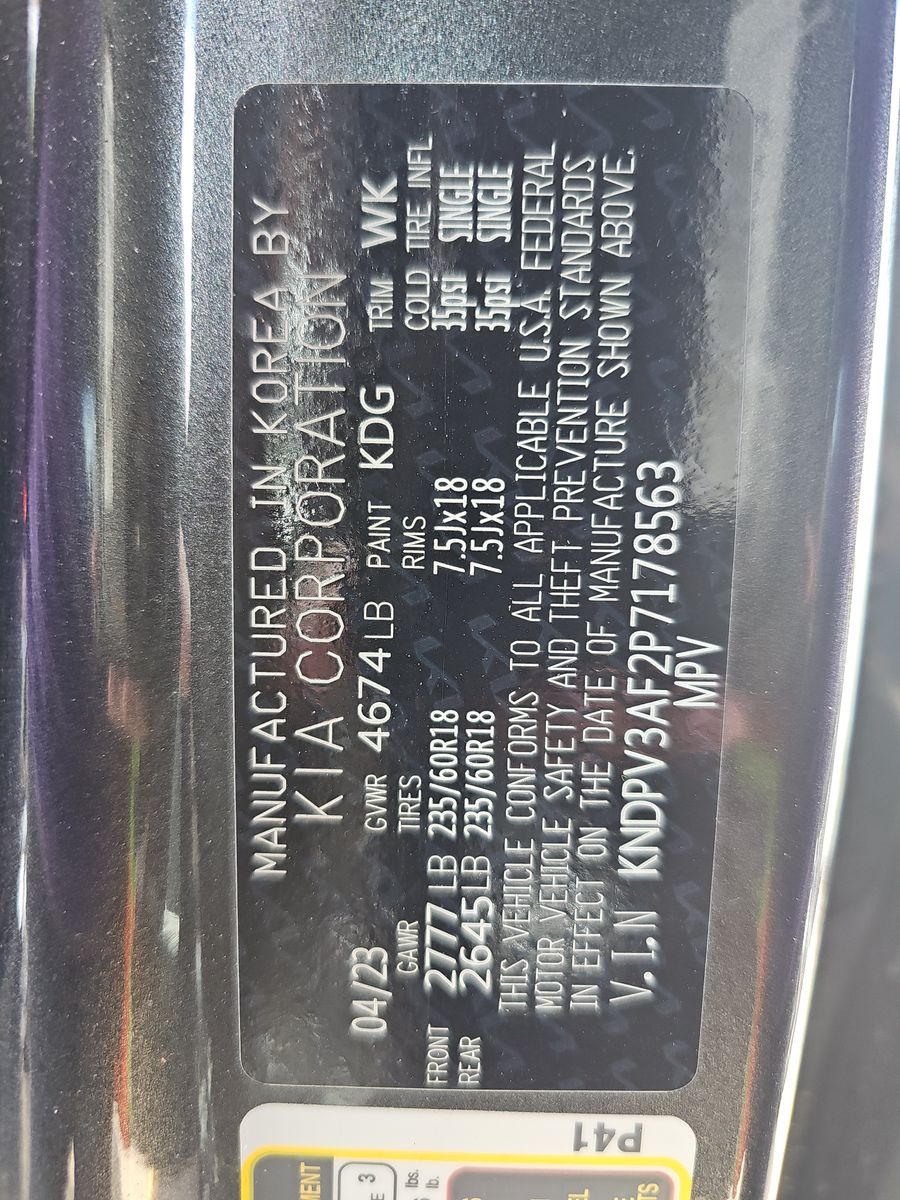 MANUFACTURED IN KOREA BY
KIA CORPORATION
04/23 GVWR 4674LB PAINT KDG TRIM WK
GAWR TIRES RIMS COLD TIRE INFL
FRONT 2777LB 235/60R18 7.5Jx18 35psi SINGLE
REAR 2645LB 235/60R18 7.5Jx18 35psi SINGLE
THIS VEHICLE CONFORMS TO ALL APPLICABLE U.S.A. FEDERAL
MOTOR VEHICLE SAFETY AND THEFT PREVENTION STANDARDS
IN EFFECT ON THE DATE OF MANUFACTURE SHOWN ABOVE.
V.I.N KNDPV3AF2P7178563
MPV
P41
3
lbs.
lb.